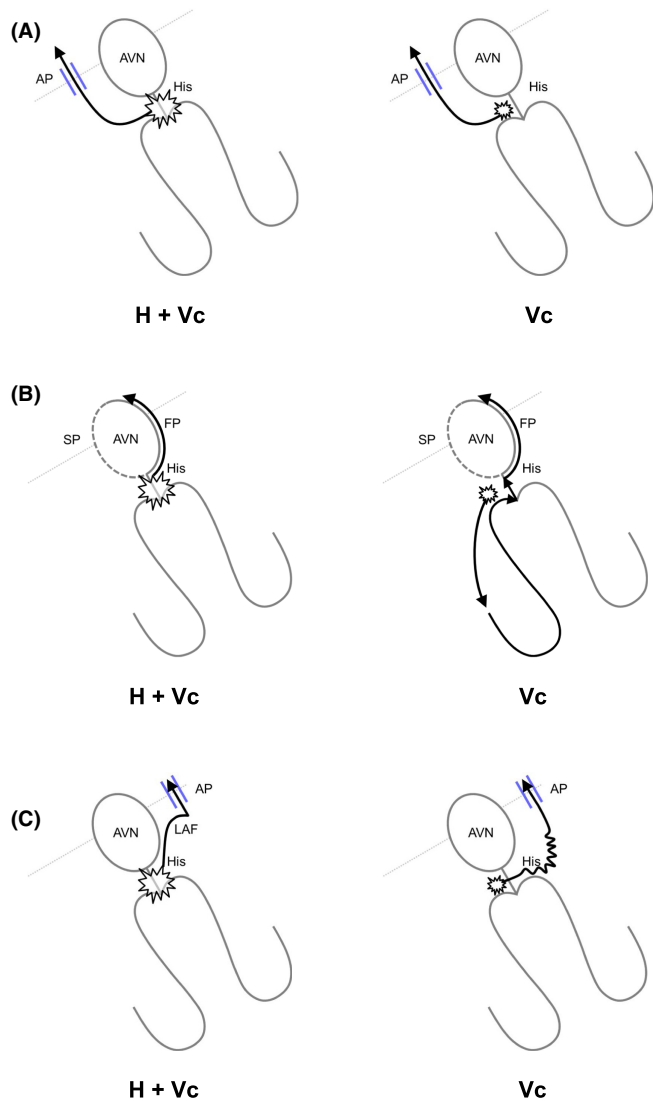 (A)
AVN
AP
His
H + Vc
AVN
AP
His
Vc
(B)
SP
AVN
FP
His
H + Vc
SP
AVN
FP
His
Vc
(C)
AP
AVN
LAF
His
H + Vc
AP
AVN
His
Vc